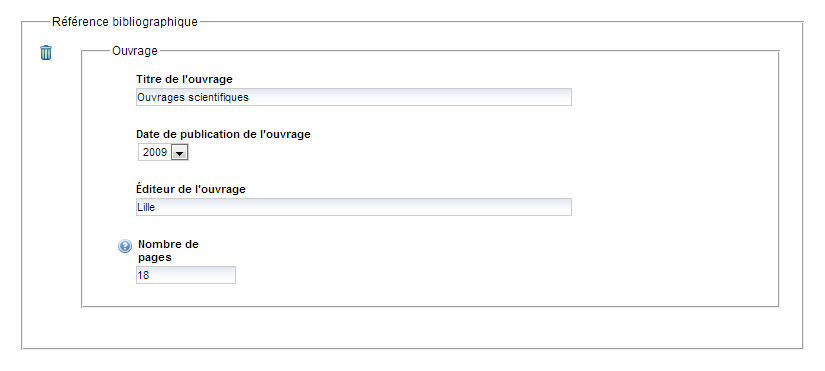 Référence bibliographique
Ouvrage
Titre de l'ouvrage
Ouvrages scientifiques
Date de publication de l'ouvrage
2009
Éditeur de l'ouvrage
Lille
?
Nombre de
pages
18